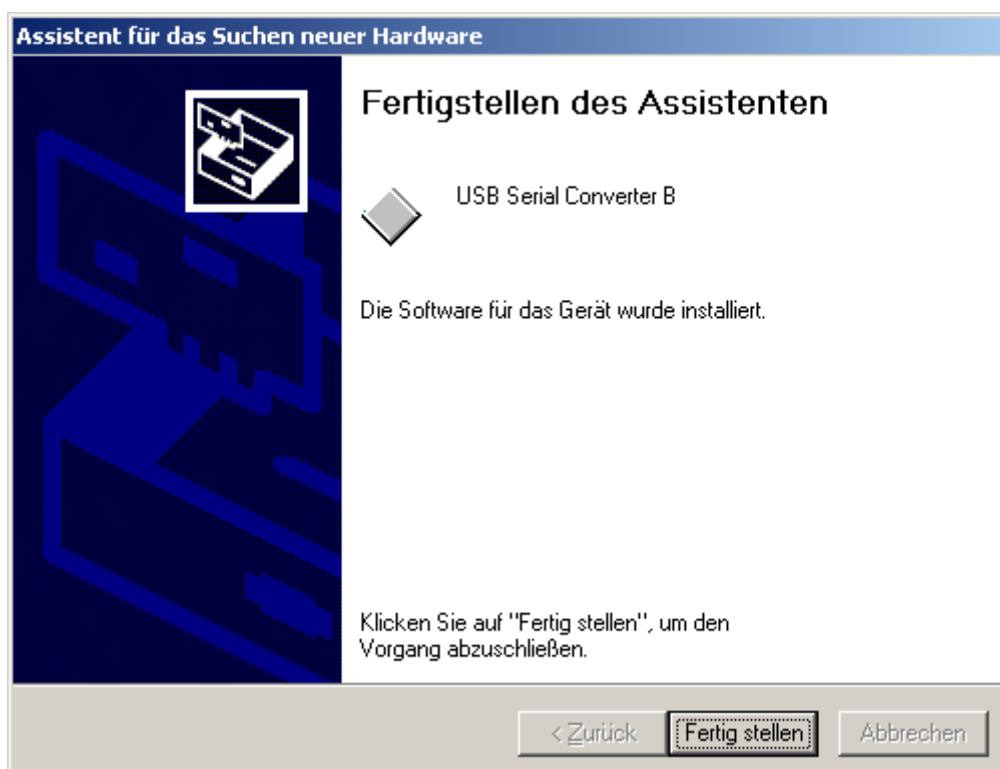 Assistent für das Suchen neuer Hardware
Fertigstellen des Assistenten
USB Serial Converter B
Die Software für das Gerät wurde installiert.
Klicken Sie auf "Fertig stellen", um den
Vorgang abzuschließen.
< Zurück
Fertig stellen
Abbrechen